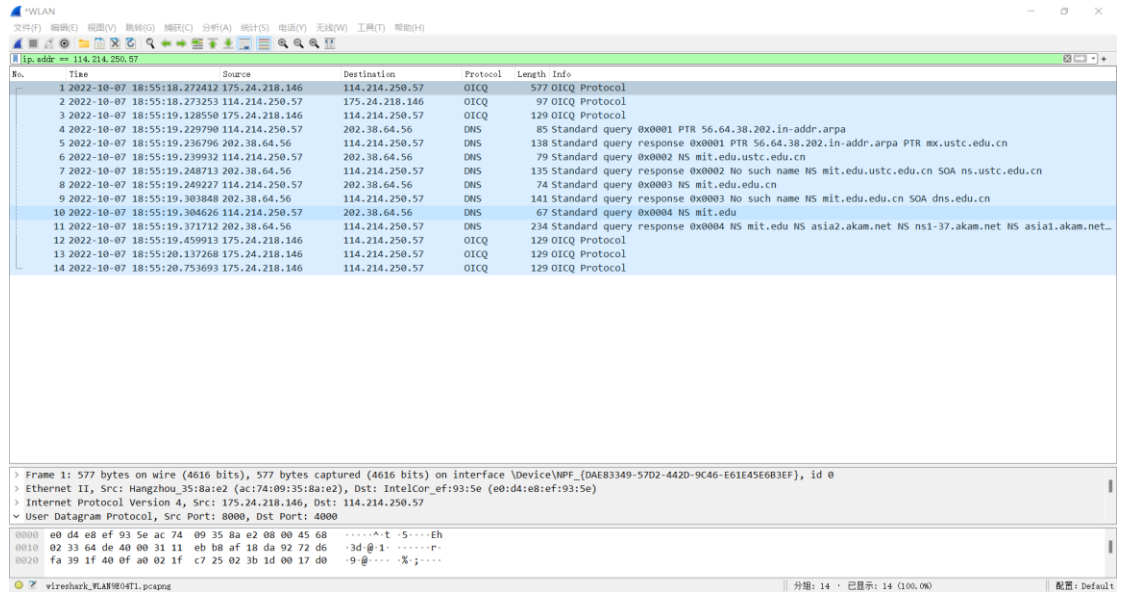 *WLAN
文件(F) 编辑(E) 视图(V) 跳转(G) 捕获(C) 分析(A) 统计(S) 电话(Y) 无线(W) 工具(T) 帮助(H)
ip.addr == 114.214.250.57
No. Time Source Destination Protocol Length Info
1 2022-10-07 18:55:18.272412 175.24.218.146 114.214.250.57 OICQ 577 OICQ Protocol
2 2022-10-07 18:55:18.273253 114.214.250.57 175.24.218.146 OICQ 97 OICQ Protocol
3 2022-10-07 18:55:19.128550 175.24.218.146 114.214.250.57 OICQ 129 OICQ Protocol
4 2022-10-07 18:55:19.229790 114.214.250.57 202.38.64.56 DNS 85 Standard query 0x0001 PTR 56.64.38.202.in-addr.arpa
5 2022-10-07 18:55:19.236796 202.38.64.56 114.214.250.57 DNS 138 Standard query response 0x0001 PTR 56.64.38.202.in-addr.arpa PTR mx.ustc.edu.cn
6 2022-10-07 18:55:19.239932 114.214.250.57 202.38.64.56 DNS 79 Standard query 0x0002 NS mit.edu.ustc.edu.cn
7 2022-10-07 18:55:19.248713 202.38.64.56 114.214.250.57 DNS 135 Standard query response 0x0002 No such name NS mit.edu.ustc.edu.cn SOA ns.ustc.edu.cn
8 2022-10-07 18:55:19.249227 114.214.250.57 202.38.64.56 DNS 74 Standard query 0x0003 NS mit.edu.edu.cn
9 2022-10-07 18:55:19.303848 202.38.64.56 114.214.250.57 DNS 141 Standard query response 0x0003 No such name NS mit.edu.edu.cn SOA dns.edu.cn
10 2022-10-07 18:55:19.304626 114.214.250.57 202.38.64.56 DNS 67 Standard query 0x0004 NS mit.edu
11 2022-10-07 18:55:19.371712 202.38.64.56 114.214.250.57 DNS 234 Standard query response 0x0004 NS mit.edu NS asia2.akam.net NS ns1-37.akam.net NS asia1.akam.net…
12 2022-10-07 18:55:19.459913 175.24.218.146 114.214.250.57 OICQ 129 OICQ Protocol
13 2022-10-07 18:55:20.137268 175.24.218.146 114.214.250.57 OICQ 129 OICQ Protocol
14 2022-10-07 18:55:20.753693 175.24.218.146 114.214.250.57 OICQ 129 OICQ Protocol
> Frame 1: 577 bytes on wire (4616 bits), 577 bytes captured (4616 bits) on interface \Device\NPF_{DAE83349-57D2-442D-9C46-E61E45E6B3EF}, id 0
> Ethernet II, Src: Hangzhou_35:8a:e2 (ac:74:09:35:8a:e2), Dst: IntelCor_ef:93:5e (e0:d4:e8:ef:93:5e)
> Internet Protocol Version 4, Src: 175.24.218.146, Dst: 114.214.250.57
User Datagram Protocol, Src Port: 8000, Dst Port: 4000
0000 e0 d4 e8 ef 93 5e ac 74 09 35 8a e2 08 00 45 68 ·····^·t ·5····Eh
0010 02 33 64 de 40 00 31 11 eb b8 af 18 da 92 72 d6 ·3d·@·1· ······r·
0020 fa 39 1f 40 0f a0 02 1f c7 25 02 3b 1d 00 17 d0 ·9·@···· ·%·;····
wireshark_WLAN9E04T1.pcapng
分组: 14 · 已显示: 14 (100.0%)
配置: Default